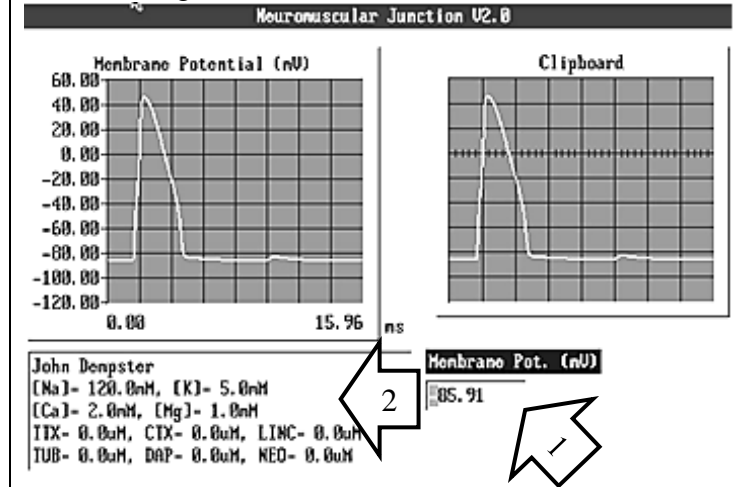 Neuromuscular Junction V2.0
Membrane Potential (mV)
60.00
40.00
20.00
0.00
-20.00
-40.00
-60.00
-80.00
-100.00
-120.00
0.00 15.96 ms
Clipboard
John Dempster
[Na]- 120.0mM, [K]- 5.0mM
[Ca]- 2.0mM, [Mg]- 1.0mM
TTX- 0.0uM, CTX- 0.0uM, LINC- 0.0uM
TUB- 0.0uM, DAP- 0.0uM, NEO- 0.0uM
2
Membrane Pot. (mV)
85.91
1